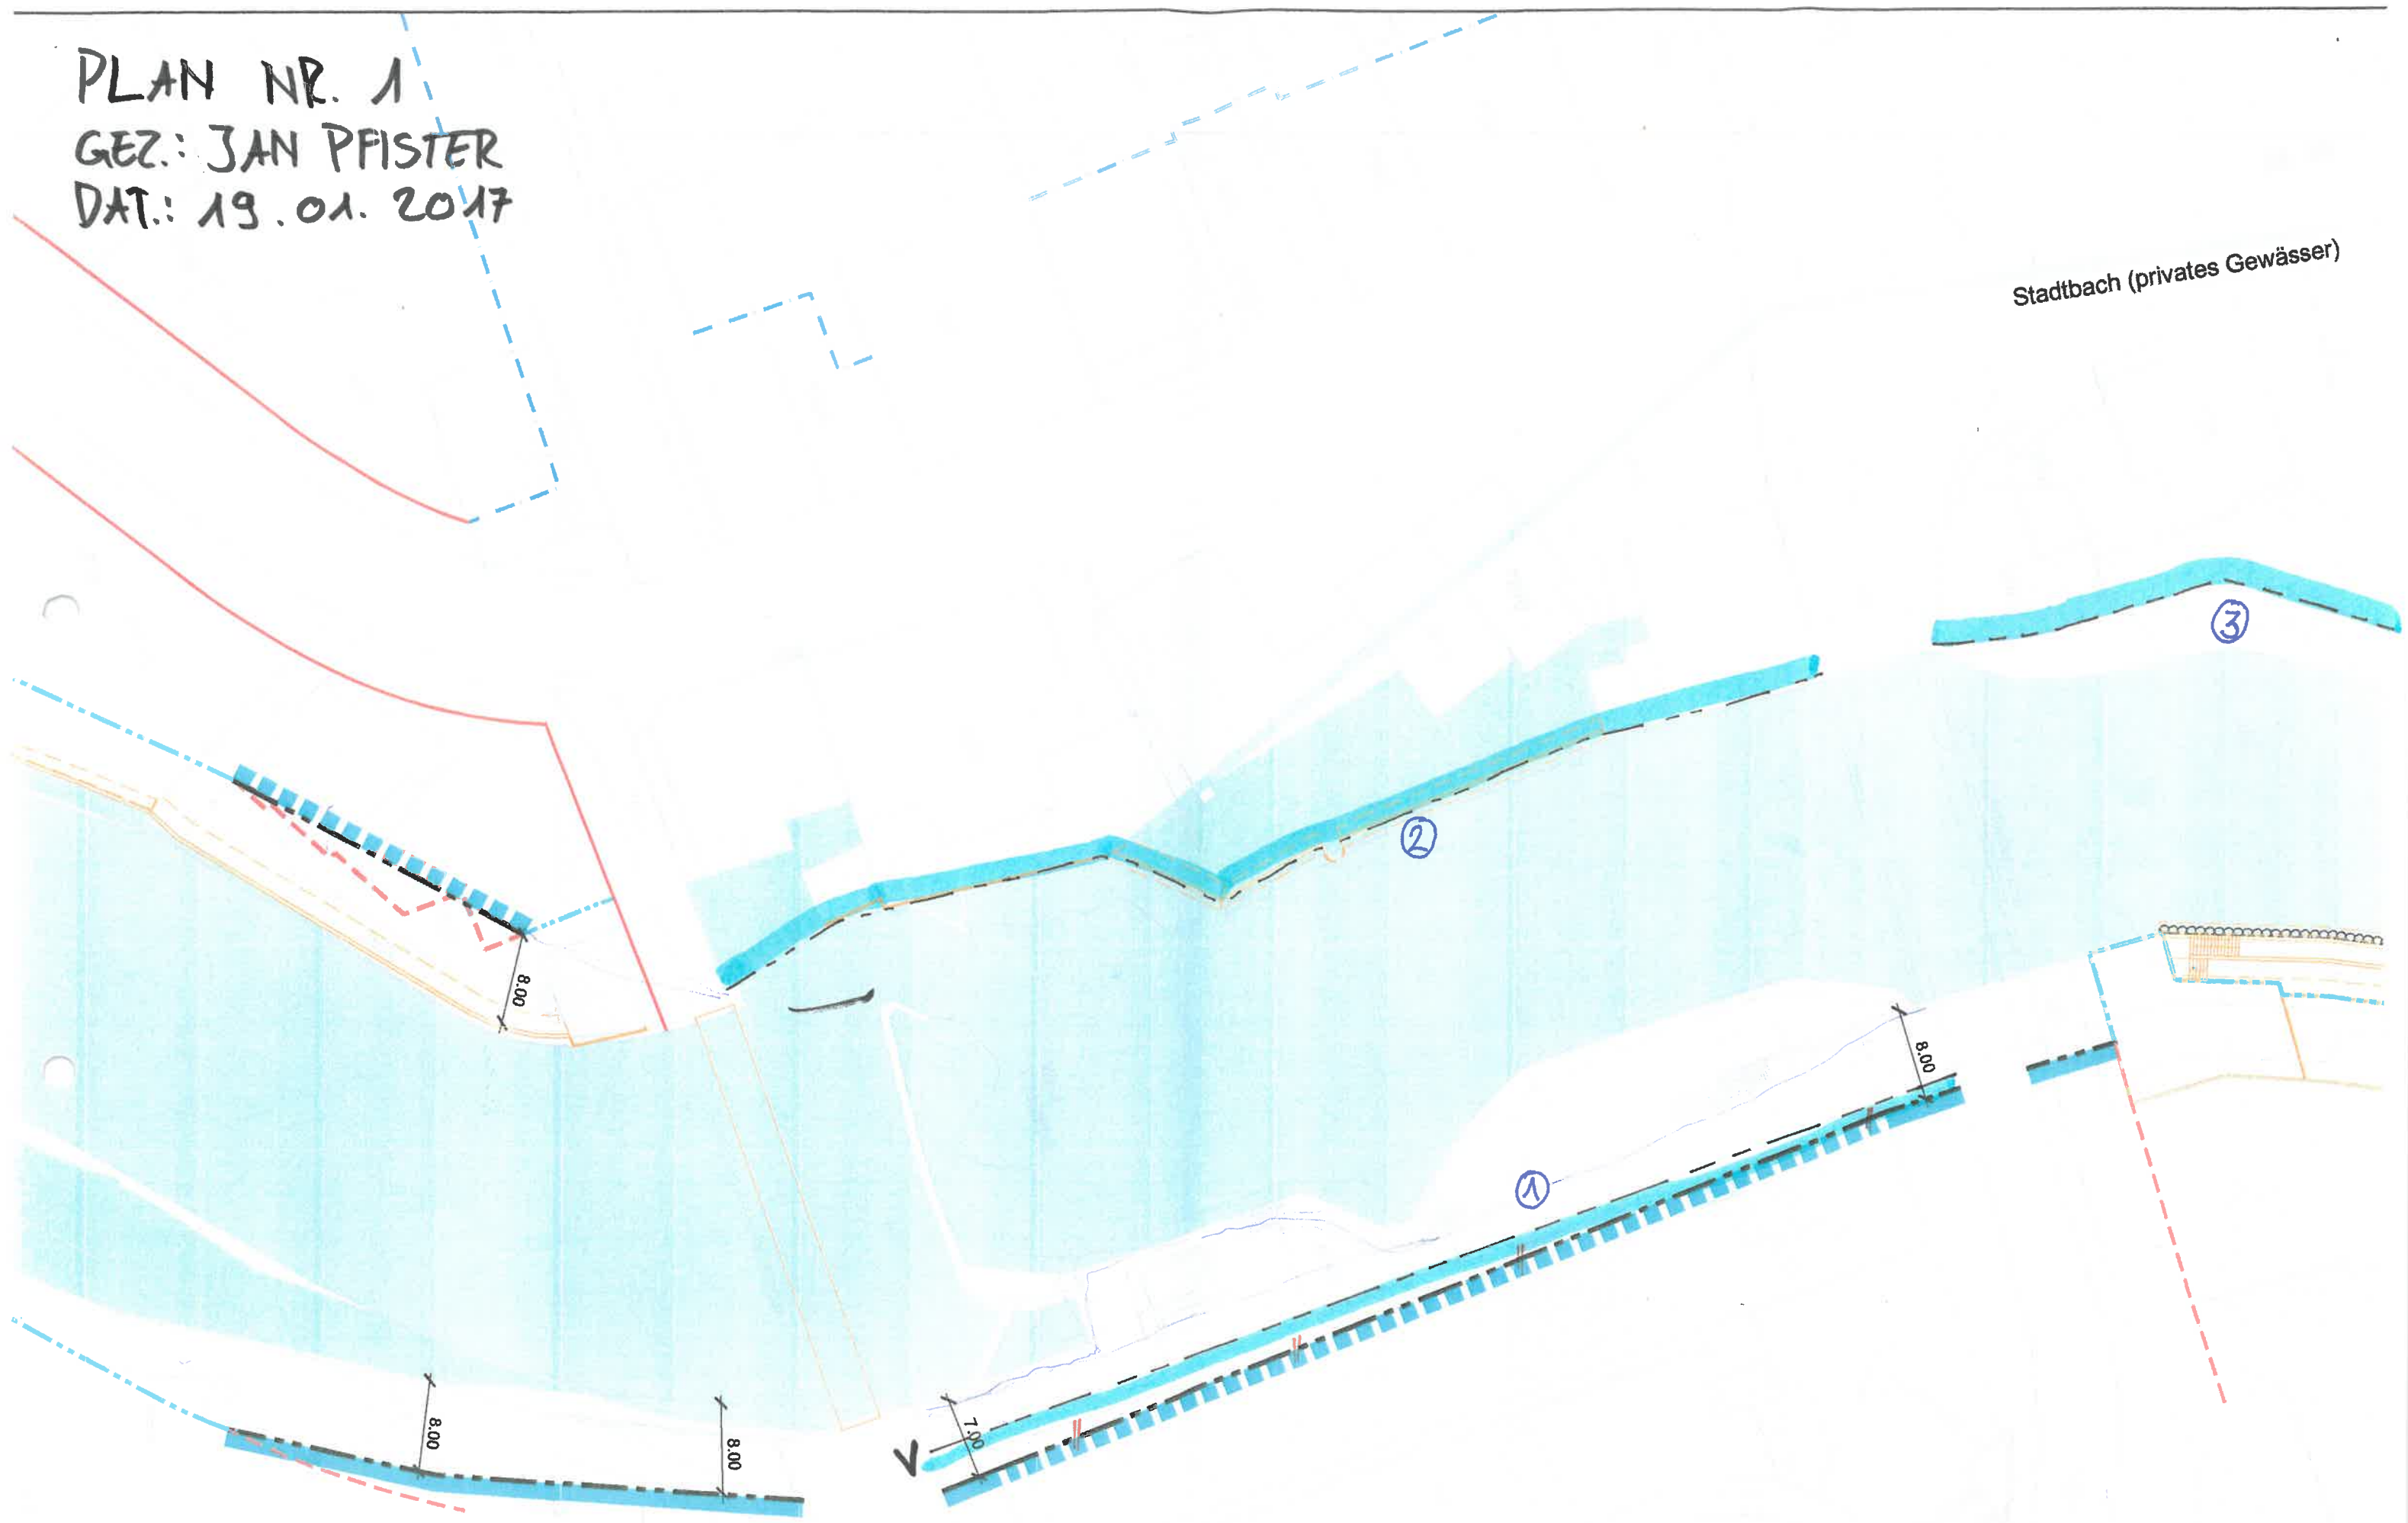 PLAN NR. 1
GEZ.: JAN PFISTER
DAT.: 19.01.2017
Stadtbach (privates Gewässer)
3
2
8.00
8.00
1
8.00
8.00
7.00
V